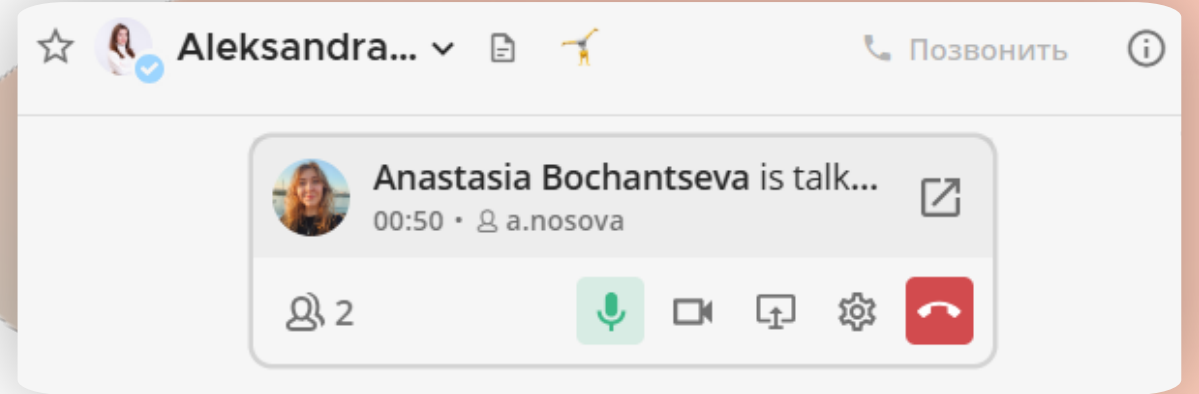 Aleksandra... Позвонить
Anastasia Bochantseva is talk...
00:50 • a.nosova
2